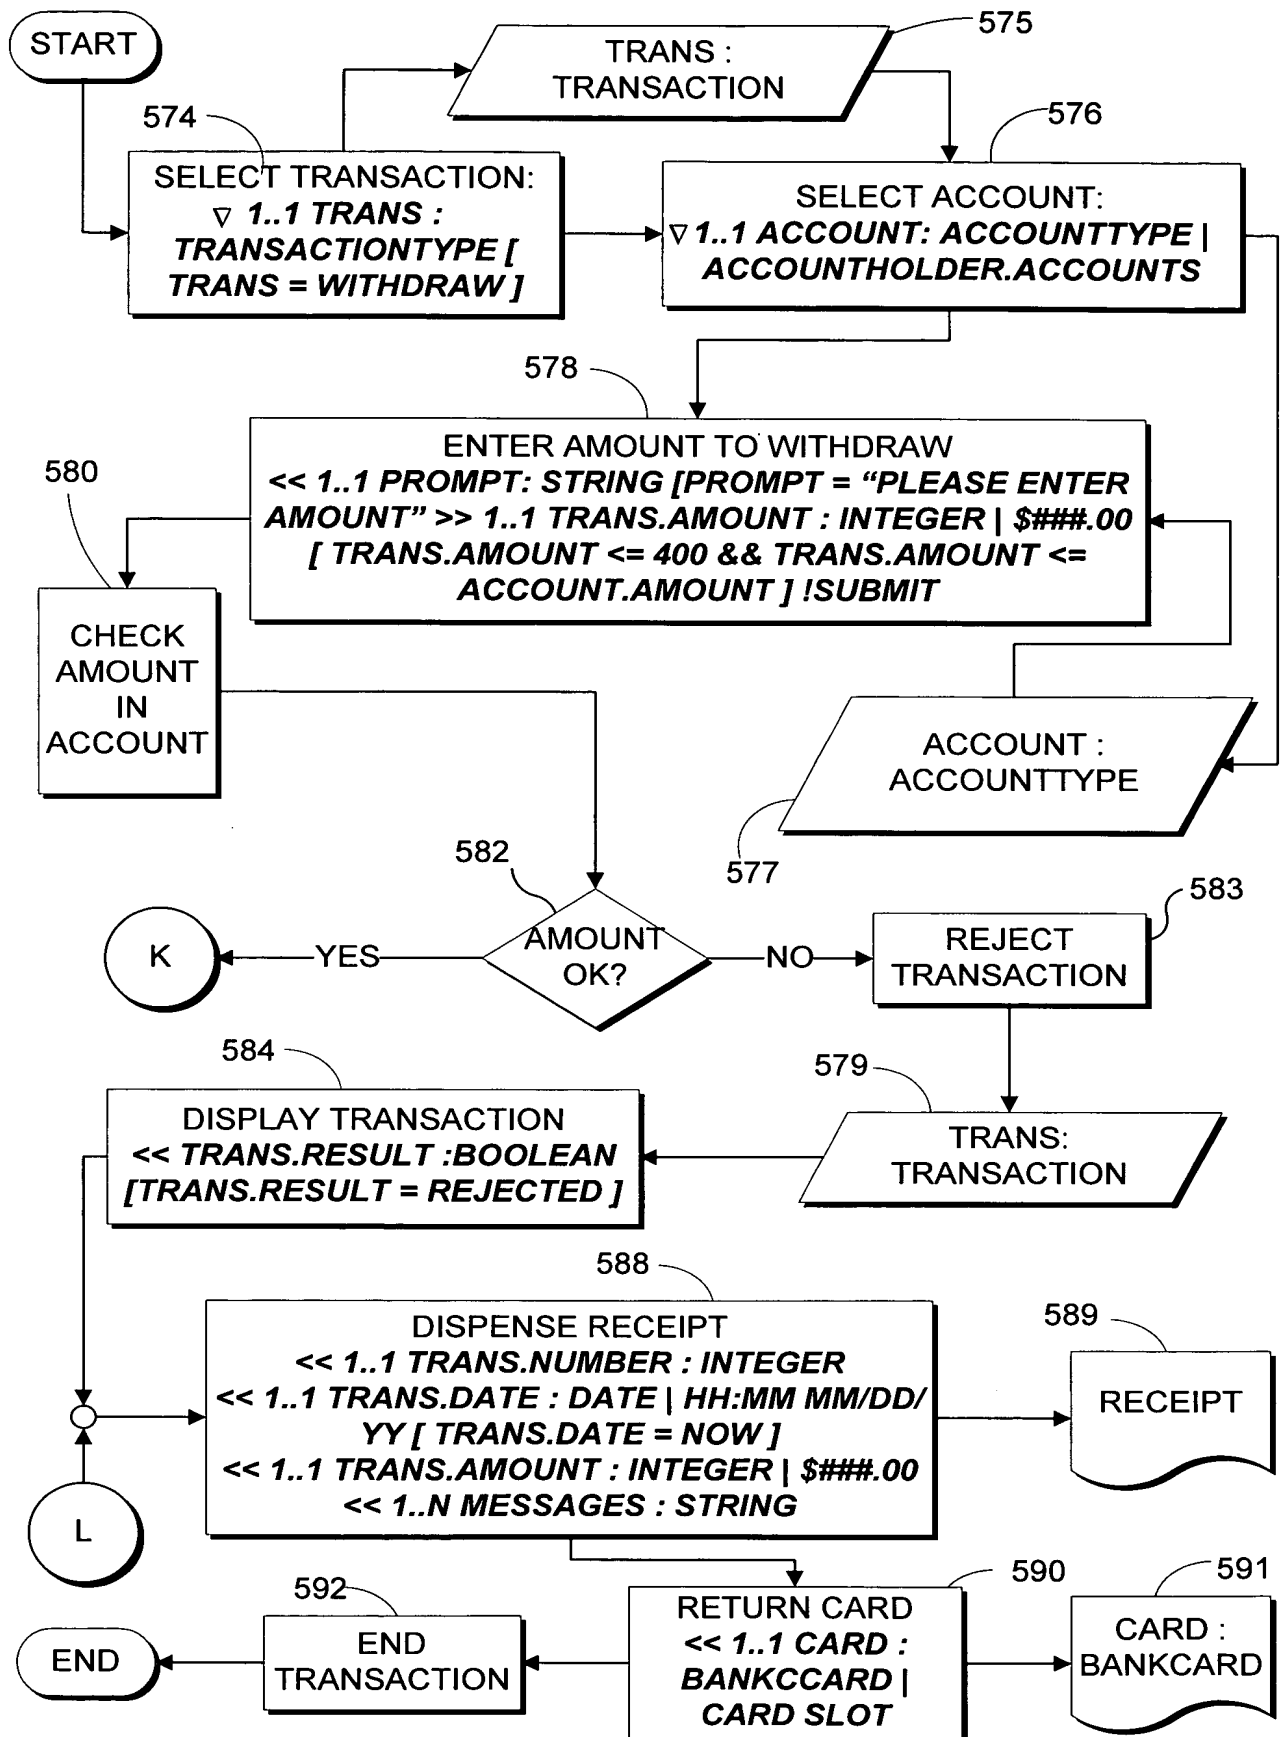 START
TRANS :
TRANSACTION
575
574
576
SELECT TRANSACTION:
▽ 1..1 TRANS :
TRANSACTIONTYPE [
TRANS = WITHDRAW ]
SELECT ACCOUNT:
▽ 1..1 ACCOUNT: ACCOUNTTYPE |
ACCOUNTHOLDER.ACCOUNTS
578
ENTER AMOUNT TO WITHDRAW
<< 1..1 PROMPT: STRING [PROMPT = “PLEASE ENTER
AMOUNT” >> 1..1 TRANS.AMOUNT : INTEGER | $###.00
[ TRANS.AMOUNT <= 400 && TRANS.AMOUNT <=
ACCOUNT.AMOUNT ] !SUBMIT
580
CHECK
AMOUNT
IN
ACCOUNT
ACCOUNT :
ACCOUNTTYPE
577
582
AMOUNT
OK?
YES
K
NO
583
REJECT
TRANSACTION
584
579
DISPLAY TRANSACTION
<< TRANS.RESULT :BOOLEAN
[TRANS.RESULT = REJECTED ]
TRANS:
TRANSACTION
588
DISPENSE RECEIPT
<< 1..1 TRANS.NUMBER : INTEGER
<< 1..1 TRANS.DATE : DATE | HH:MM MM/DD/
YY [ TRANS.DATE = NOW ]
<< 1..1 TRANS.AMOUNT : INTEGER | $###.00
<< 1..N MESSAGES : STRING
589
RECEIPT
L
592
590
591
END
END
TRANSACTION
RETURN CARD
<< 1..1 CARD :
BANKCCARD |
CARD SLOT
CARD :
BANKCARD